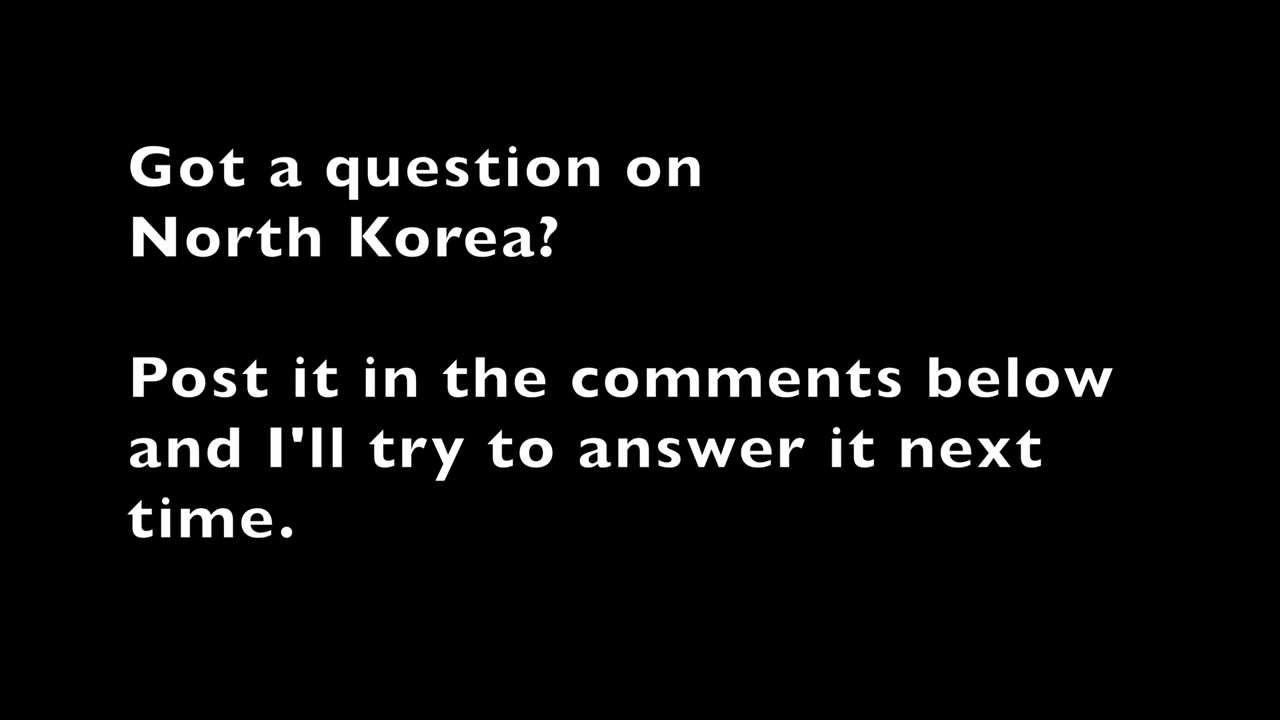 Got a question on
North Korea?
Post it in the comments below
and I'll try to answer it next
time.